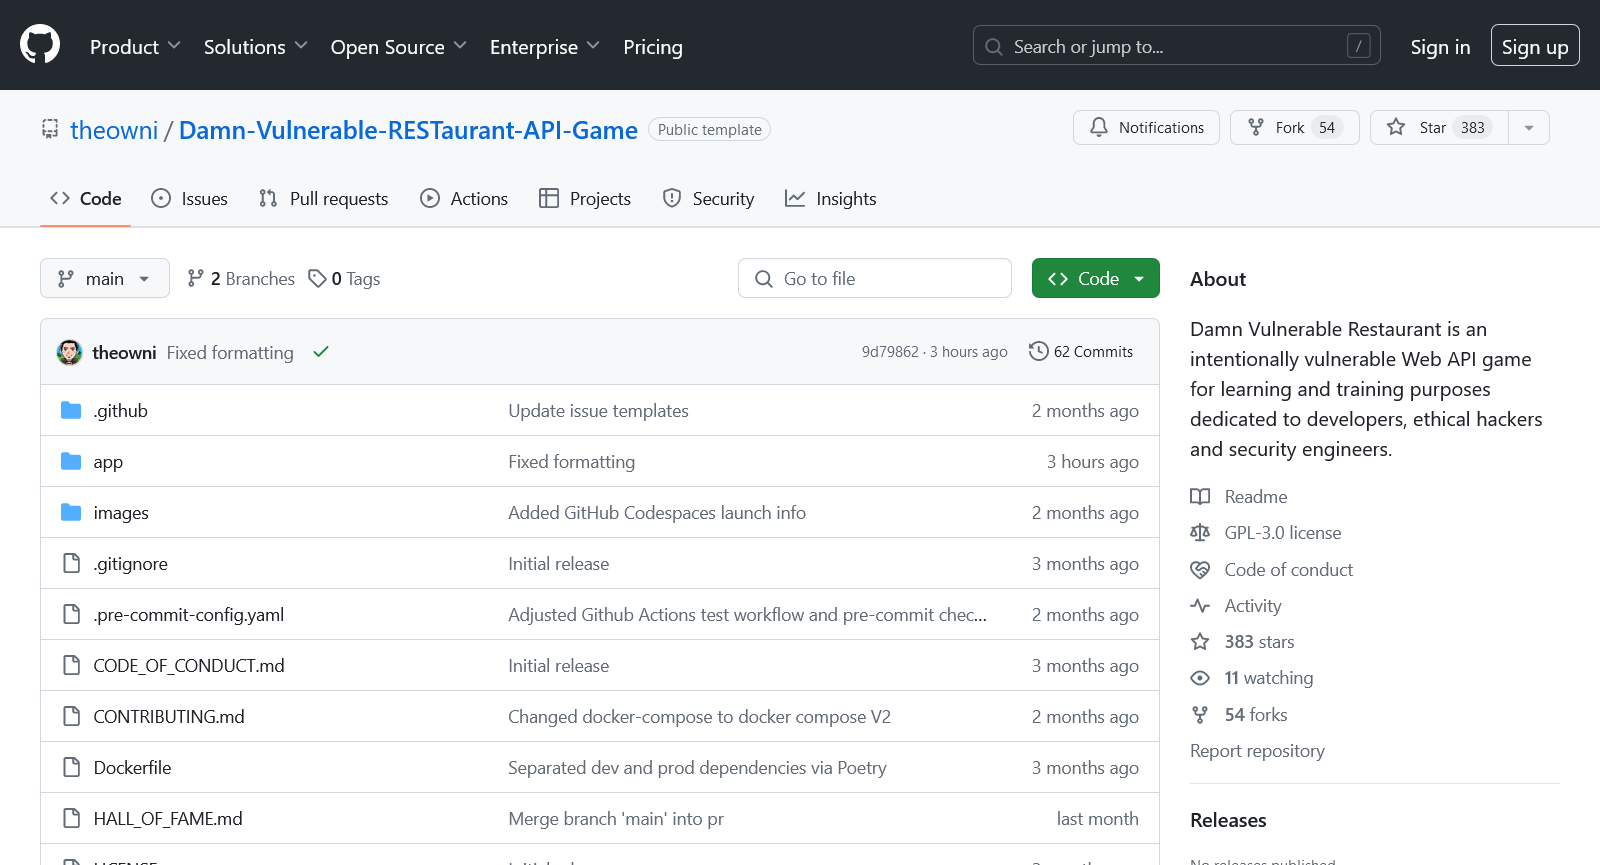 Product Solutions Open Source Enterprise Pricing Search or jump to... / Sign in Sign up
theowni / Damn-Vulnerable-RESTaurant-API-Game Public template Notifications Fork 54 Star 383
Code Issues Pull requests Actions Projects Security Insights
main 2 Branches 0 Tags Go to file Code
theowni Fixed formatting 9d79862 · 3 hours ago 62 Commits
.github Update issue templates 2 months ago
app Fixed formatting 3 hours ago
images Added GitHub Codespaces launch info 2 months ago
.gitignore Initial release 3 months ago
.pre-commit-config.yaml Adjusted Github Actions test workflow and pre-commit chec... 2 months ago
CODE_OF_CONDUCT.md Initial release 3 months ago
CONTRIBUTING.md Changed docker-compose to docker compose V2 2 months ago
Dockerfile Separated dev and prod dependencies via Poetry 3 months ago
HALL_OF_FAME.md Merge branch 'main' into pr last month
About
Damn Vulnerable Restaurant is an
intentionally vulnerable Web API game
for learning and training purposes
dedicated to developers, ethical hackers
and security engineers.
Readme
GPL-3.0 license
Code of conduct
Activity
383 stars
11 watching
54 forks
Report repository
Releases
No releases published